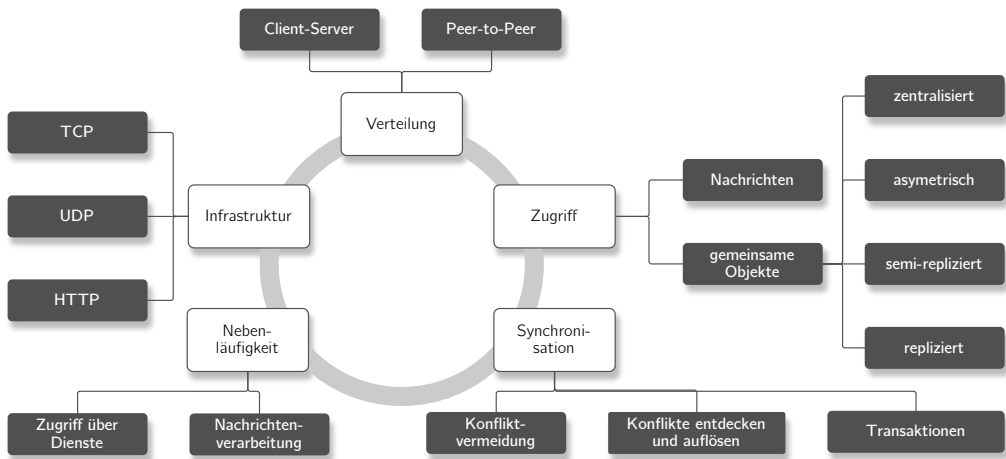 Client-Server
Peer-to-Peer
Verteilung
TCP
UDP
HTTP
Infrastruktur
Zugriff
Nachrichten
gemeinsame
Objekte
zentralisiert
asymetrisch
semi-repliziert
repliziert
Neben-
läufigkeit
Synchroni-
sation
Zugriff über
Dienste
Nachrichten-
verarbeitung
Konflikt-
vermeidung
Konflikte entdecken
und auflösen
Transaktionen